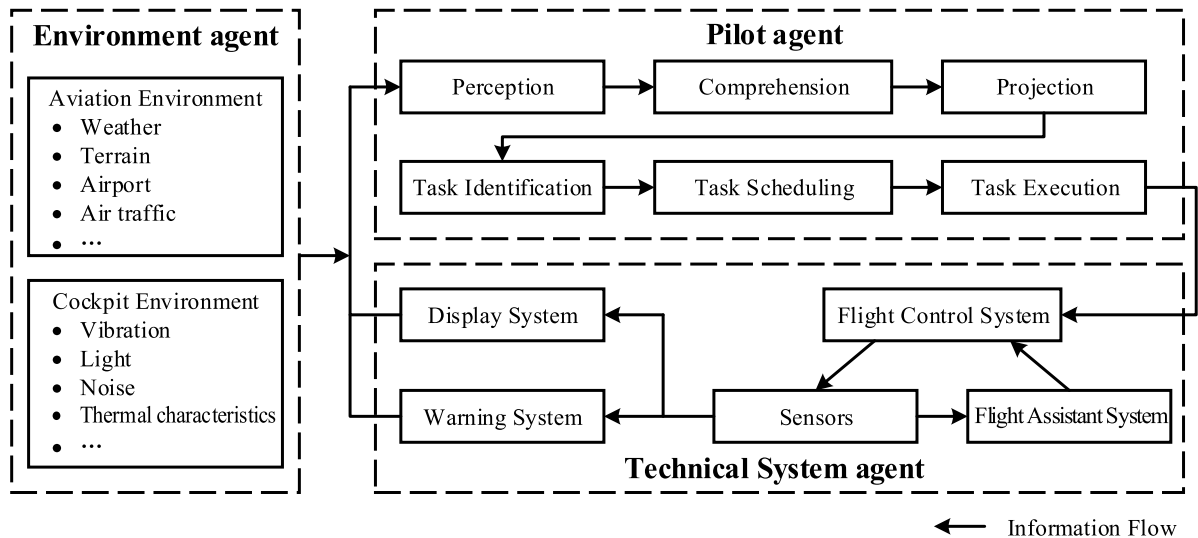 Environment agent
Aviation Environment
• Weather
• Terrain
• Airport
• Air traffic
• ...
Cockpit Environment
• Vibration
• Light
• Noise
• Thermal characteristics
• ...
Pilot agent
Perception
Comprehension
Projection
Task Identification
Task Scheduling
Task Execution
Display System
Flight Control System
Warning System
Sensors
Flight Assistant System
Technical System agent
Information Flow